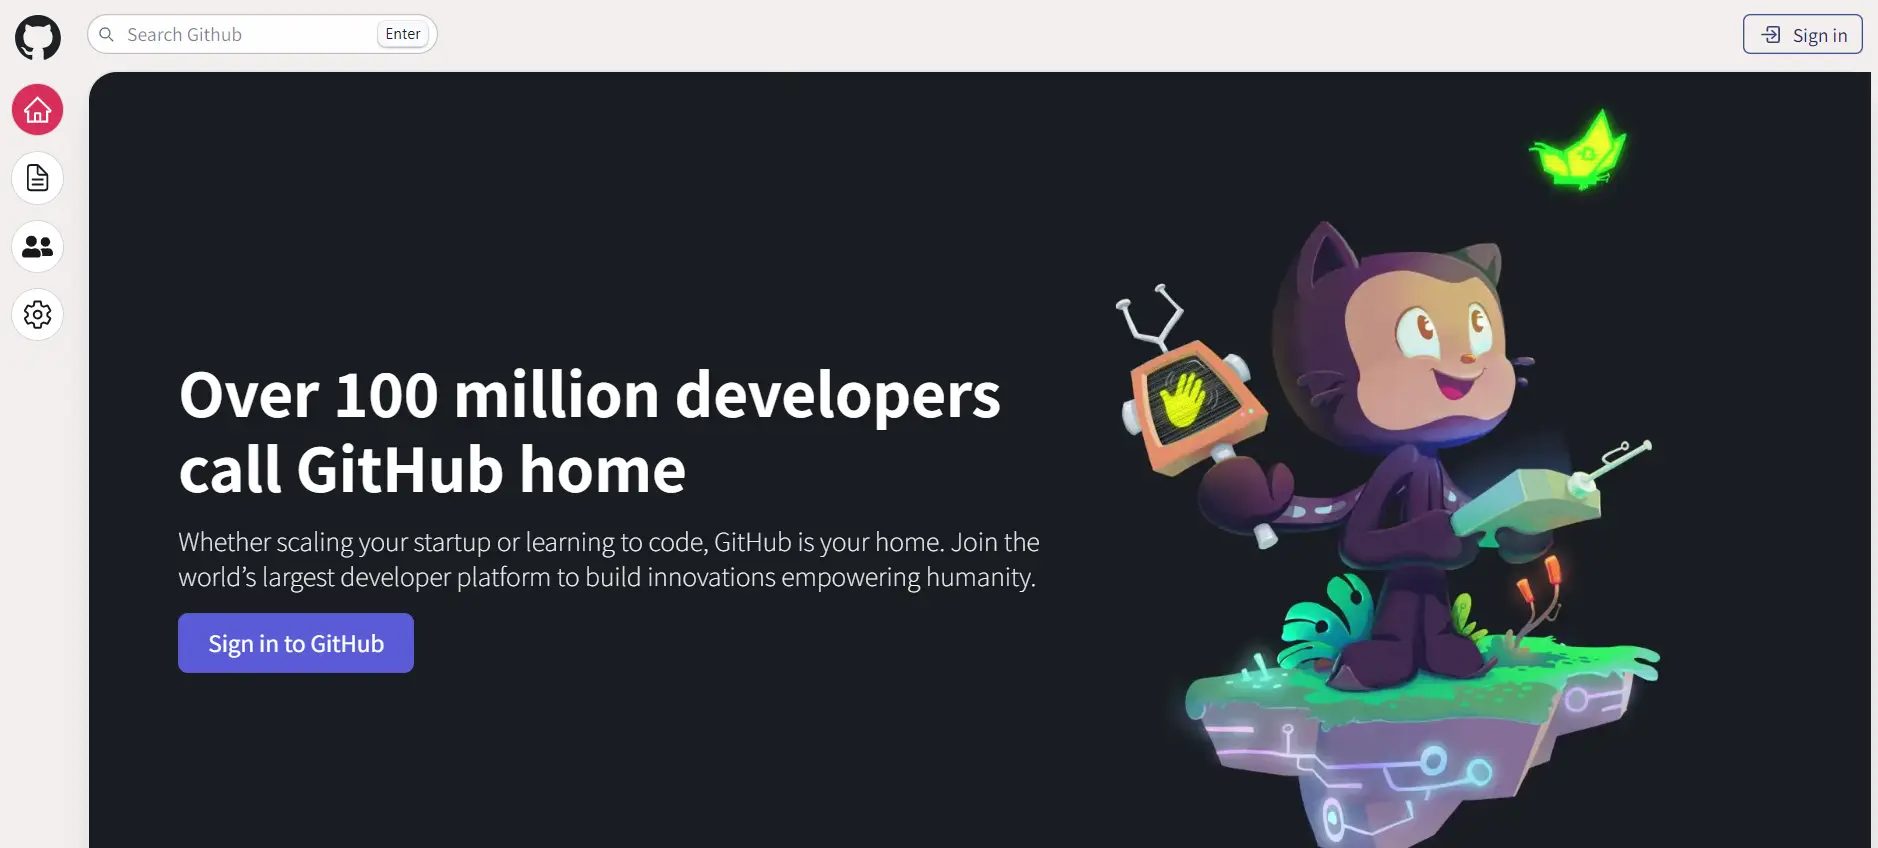 Search Github
Enter
Sign in
Over 100 million developers
call GitHub home
Whether scaling your startup or learning to code, GitHub is your home. Join the
world’s largest developer platform to build innovations empowering humanity.
Sign in to GitHub